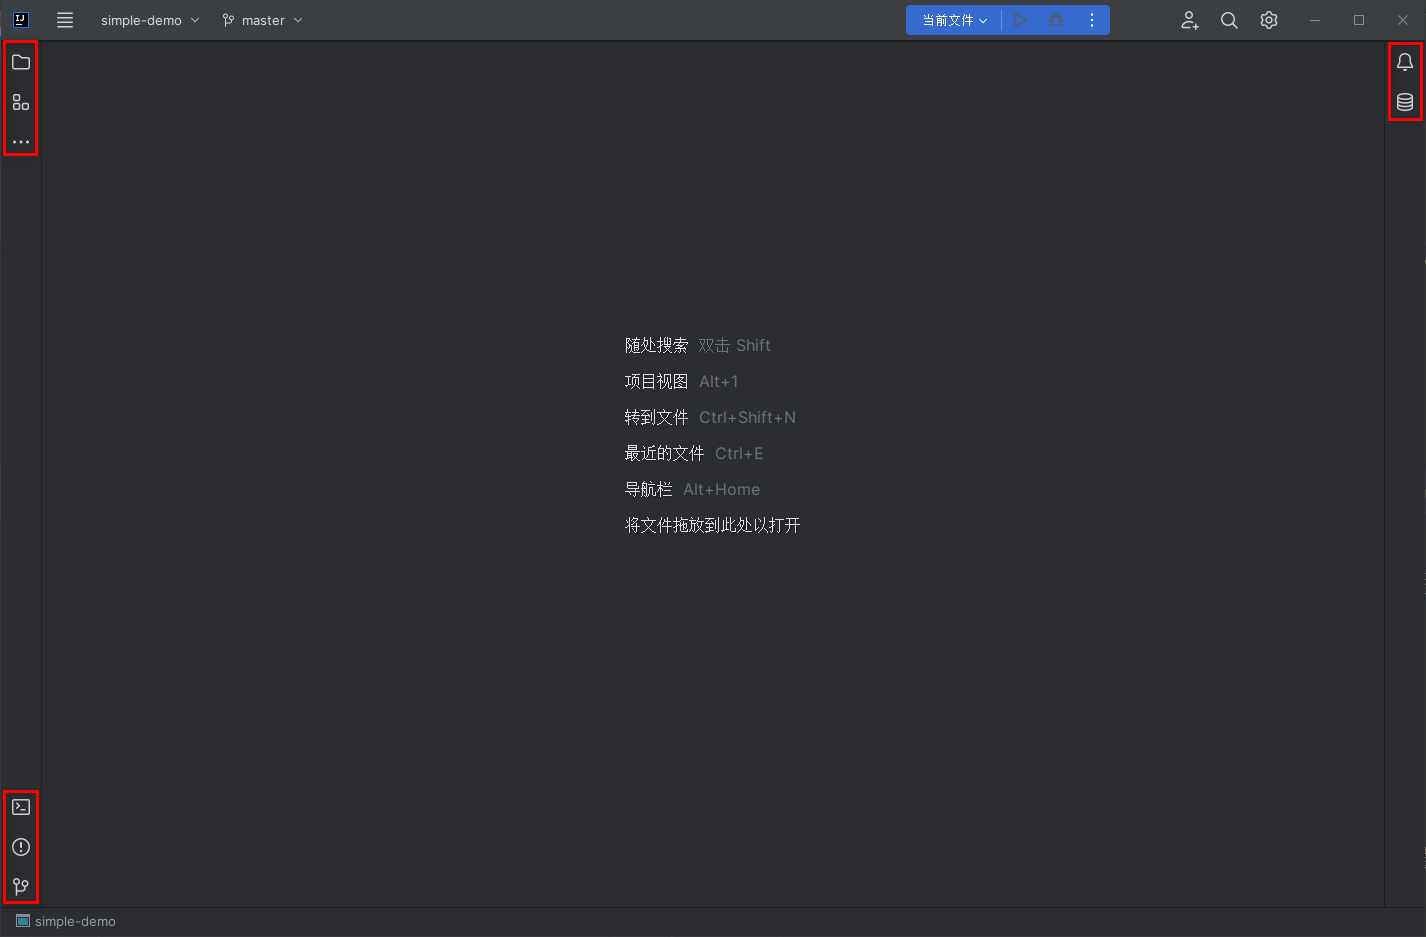 IJ simple-demo master 当前文件
随处搜索 双击 Shift
项目视图 Alt+1
转到文件 Ctrl+Shift+N
最近的文件 Ctrl+E
导航栏 Alt+Home
将文件拖放到此处以打开
simple-demo